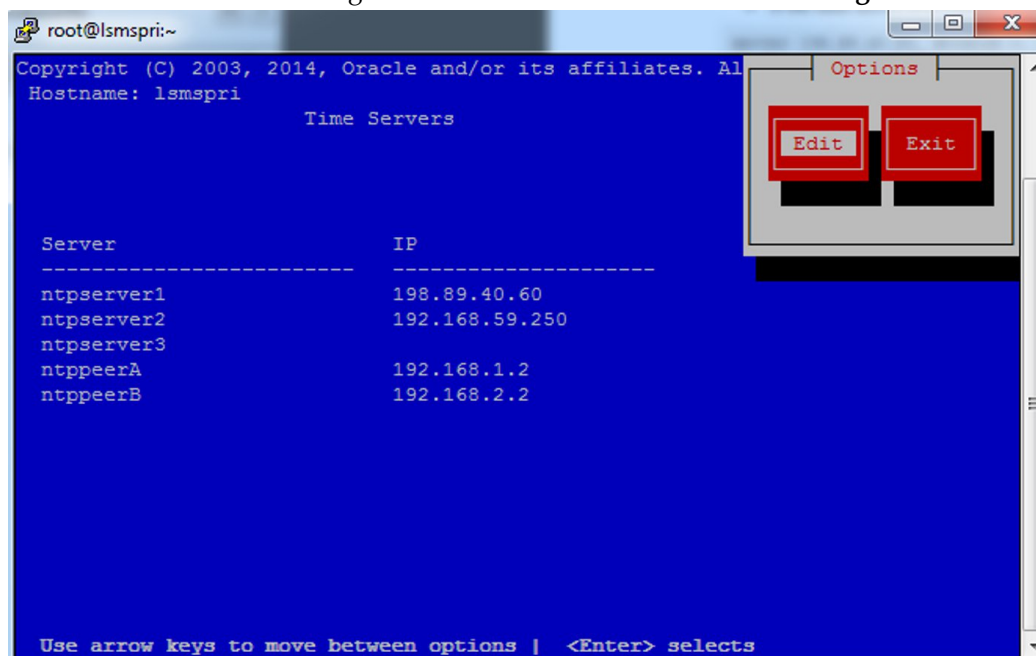 root@lsmspri:~
Copyright (C) 2003, 2014, Oracle and/or its affiliates. Al
Options
Hostname: lsmspri
Time Servers
Edit Exit
Server IP
------------------------- ---------------------
ntpserver1 198.89.40.60
ntpserver2 192.168.59.250
ntpserver3
ntppeerA 192.168.1.2
ntppeerB 192.168.2.2
Use arrow keys to move between options | <Enter> selects